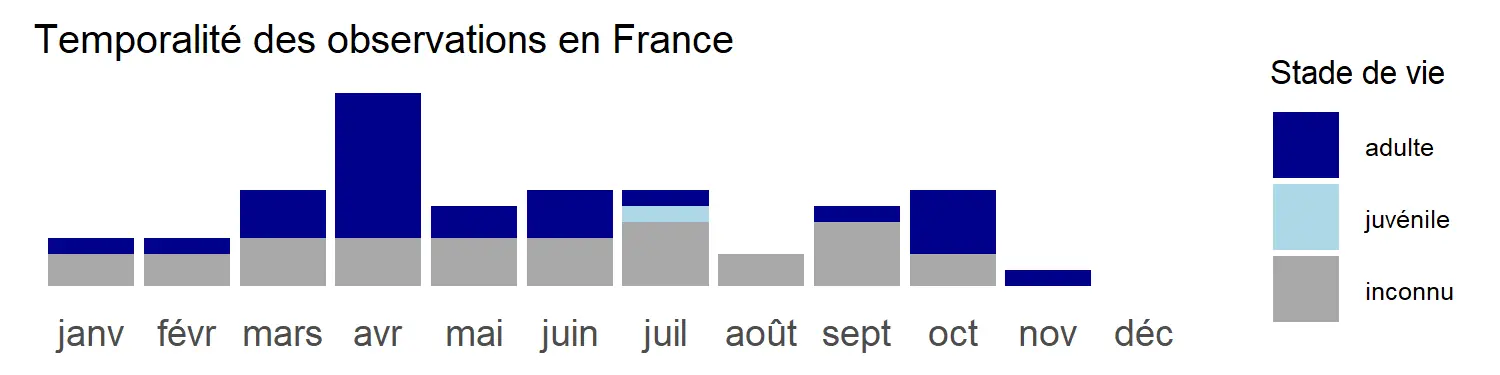 Temporalité des observations en France
Stade de vie
adulte
juvénile
inconnu
janv févr mars avr mai juin juil août sept oct nov déc